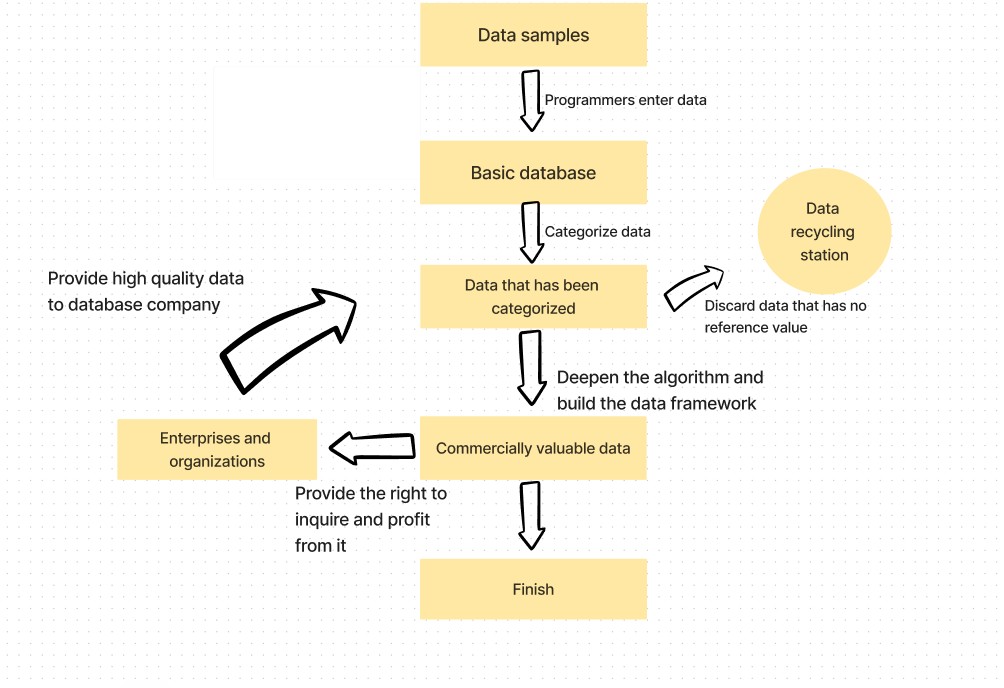 Data samples
Programmers enter data
Basic database
Data
recycling
station
Categorize data
Provide high quality data
to database company
Data that has been
categorized
Discard data that has no
reference value
Deepen the algorithm and
build the data framework
Enterprises and
organizations
Commercially valuable data
Provide the right to
inquire and profit
from it
Finish